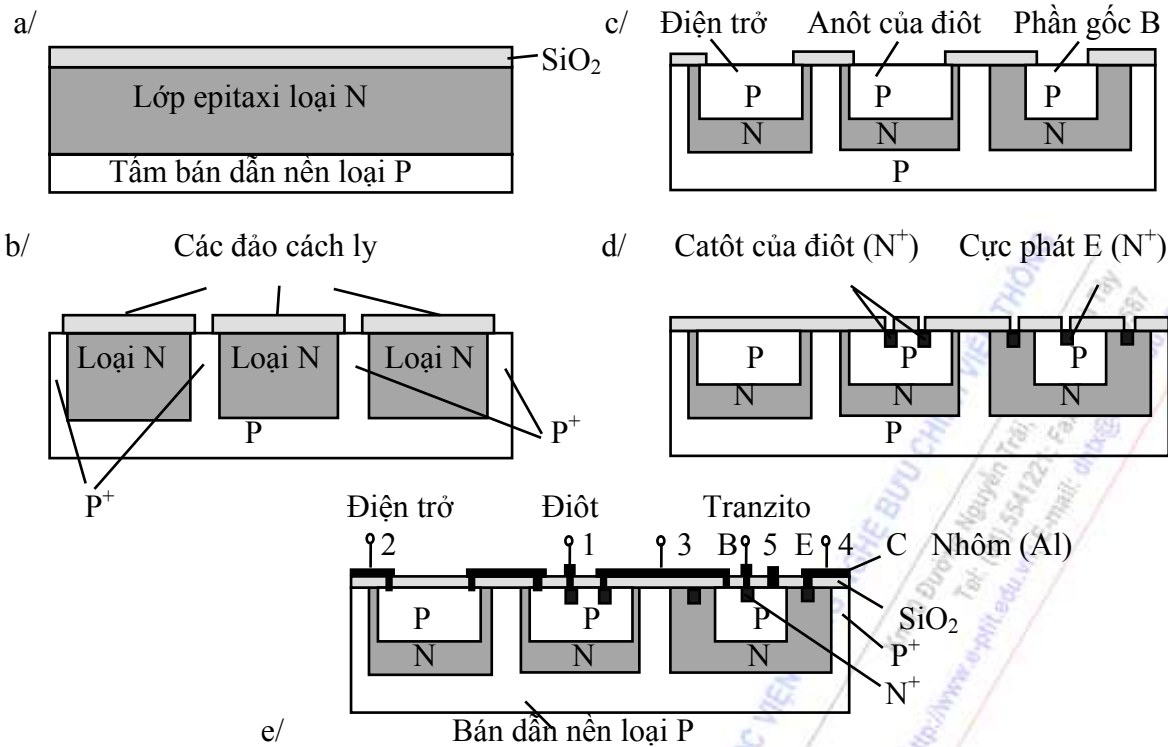 a/
SiO₂
Lớp epitaxi loại N
Tấm bán dẫn nền loại P
c/ Điện trở Anôt của điôt Phần gốc B
P P P
N N N
P
b/ Các đảo cách ly
Loại N Loại N Loại N
P
P⁺
P⁺
d/ Catôt của điôt (N⁺) Cực phát E (N⁺)
P P P
N N N
P
Điện trở Điôt Tranzito
2 1 3 B 5 E 4 C Nhôm (Al)
SiO₂
P P P
P⁺
N N N
N⁺
e/ Bán dẫn nền loại P